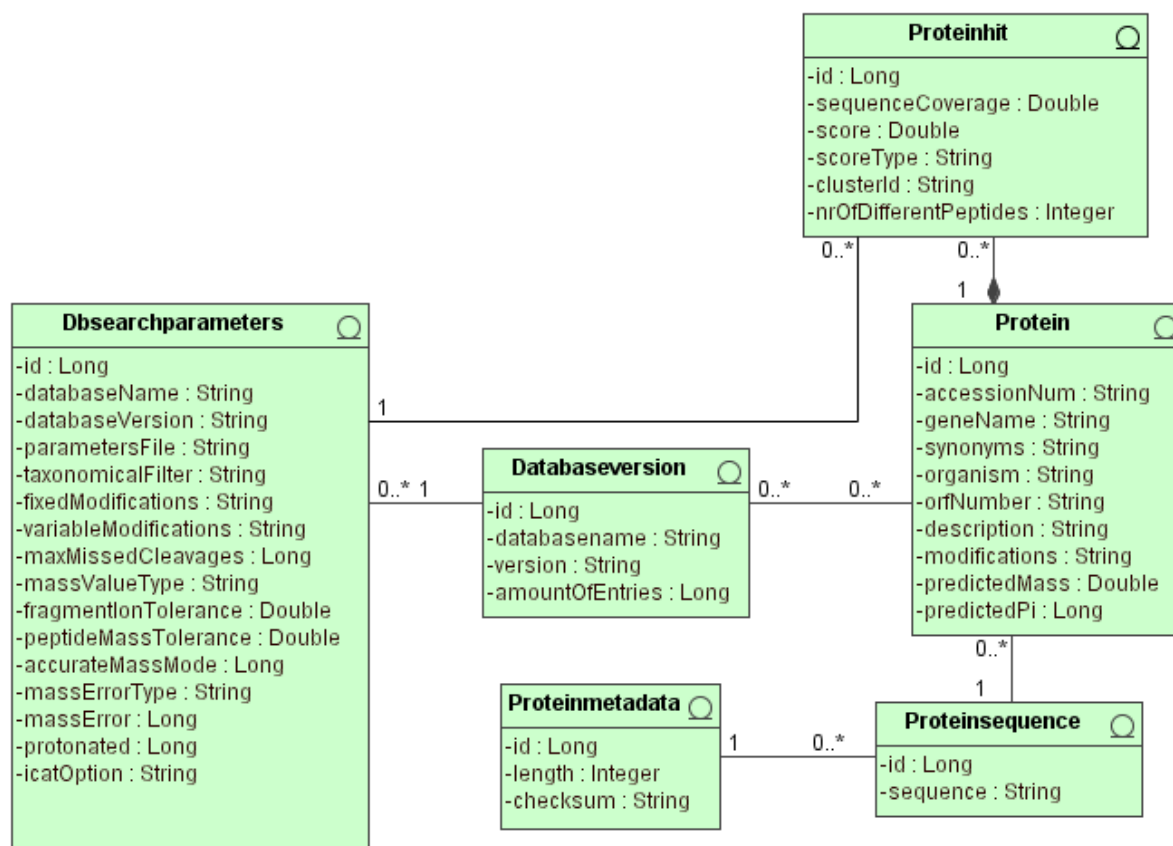 Proteinhit
-id : Long
-sequenceCoverage : Double
-score : Double
-scoreType : String
-clusterId : String
-nrOfDifferentPeptides : Integer
0..*
0..*
1
Dbsearchparameters
-id : Long
-databaseName : String
-databaseVersion : String
-parametersFile : String
-taxonomicalFilter : String
-fixedModifications : String
-variableModifications : String
-maxMissedCleavages : Long
-massValueType : String
-fragmentIonTolerance : Double
-peptideMassTolerance : Double
-accurateMassMode : Long
-massErrorType : String
-massError : Long
-protonated : Long
-icatOption : String
1
0..* 1
Databaseversion
-id : Long
-databasename : String
-version : String
-amountOfEntries : Long
0..*
0..*
Protein
-id : Long
-accessionNum : String
-geneName : String
-synonyms : String
-organism : String
-orfNumber : String
-description : String
-modifications : String
-predictedMass : Double
-predictedPi : Long
0..*
1
Proteinmetadata
-id : Long
-length : Integer
-checksum : String
1
0..*
Proteinsequence
-id : Long
-sequence : String